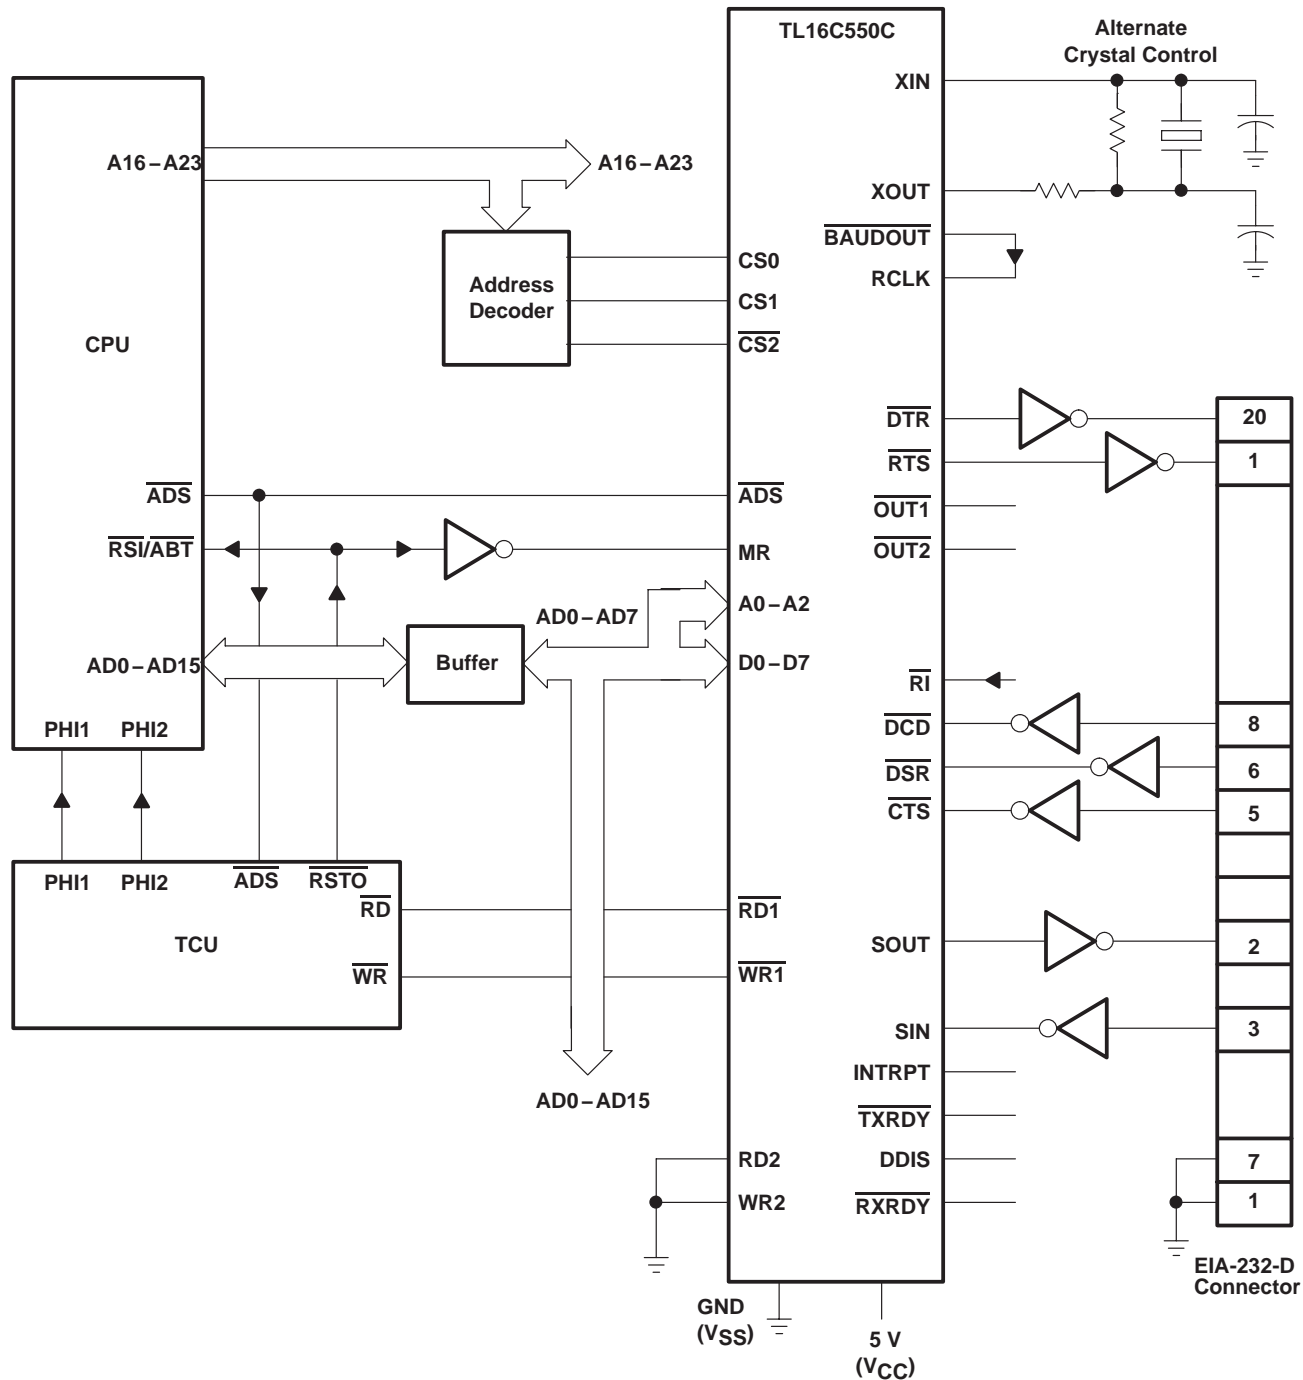 TL16C550C
Alternate
Crystal Control
XIN
A16–A23
A16–A23
XOUT
BAUDOUT
CS0
RCLK
Address
Decoder
CS1
CPU
CS2
DTR
20
RTS
1
ADS
ADS
OUT1
RSI/ABT
MR
OUT2
A0–A2
AD0–AD7
AD0–AD15
Buffer
D0–D7
RI
PHI1
PHI2
DCD
8
DSR
6
CTS
5
PHI1
PHI2
ADS
RSTO
RD
RD1
TCU
SOUT
2
WR
WR1
SIN
3
INTRPT
AD0–AD15
TXRDY
RD2
DDIS
7
WR2
RXRDY
1
EIA-232-D
Connector
GND
(VSS)
5 V
(VCC)